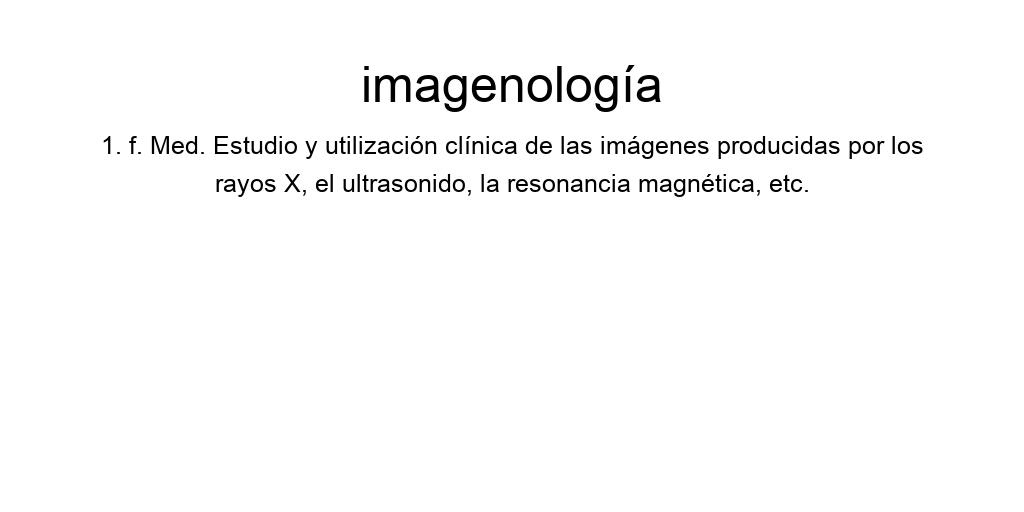 imagenología
1. f. Med. Estudio y utilización clínica de las imágenes producidas por los
rayos X, el ultrasonido, la resonancia magnética, etc.